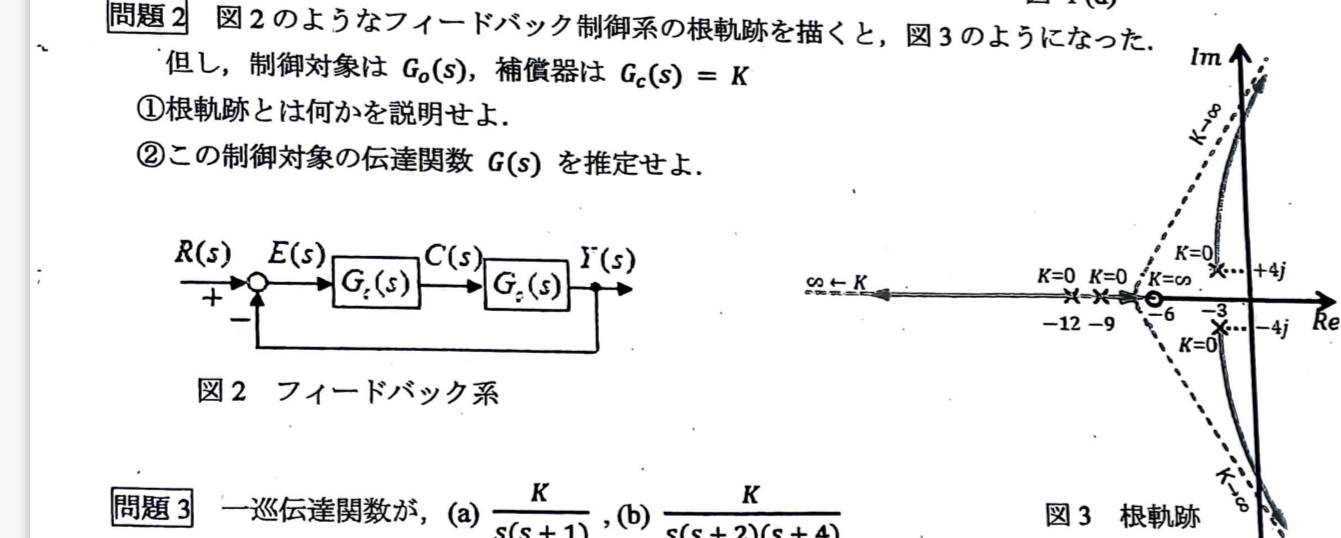 問題2 図2のようなフィードバック制御系の根軌跡を描くと，図3のようになった．
但し，制御対象は G₀(s)，補償器は G_c(s) = K
①根軌跡とは何かを説明せよ．
②この制御対象の伝達関数 G(s) を推定せよ．
R(s) E(s) C(s) Y(s)
+
−
図2 フィードバック系
Im
K→∞
K=0
+4j
∞←K
K=0 K=0 K=∞
−12 −9 −6 −3
−4j
Re
K=0
K→∞
図3 根軌跡
問題3 一巡伝達関数が，(a) K/s(s + 1) , (b) K/s(s + 2)(s + 4)